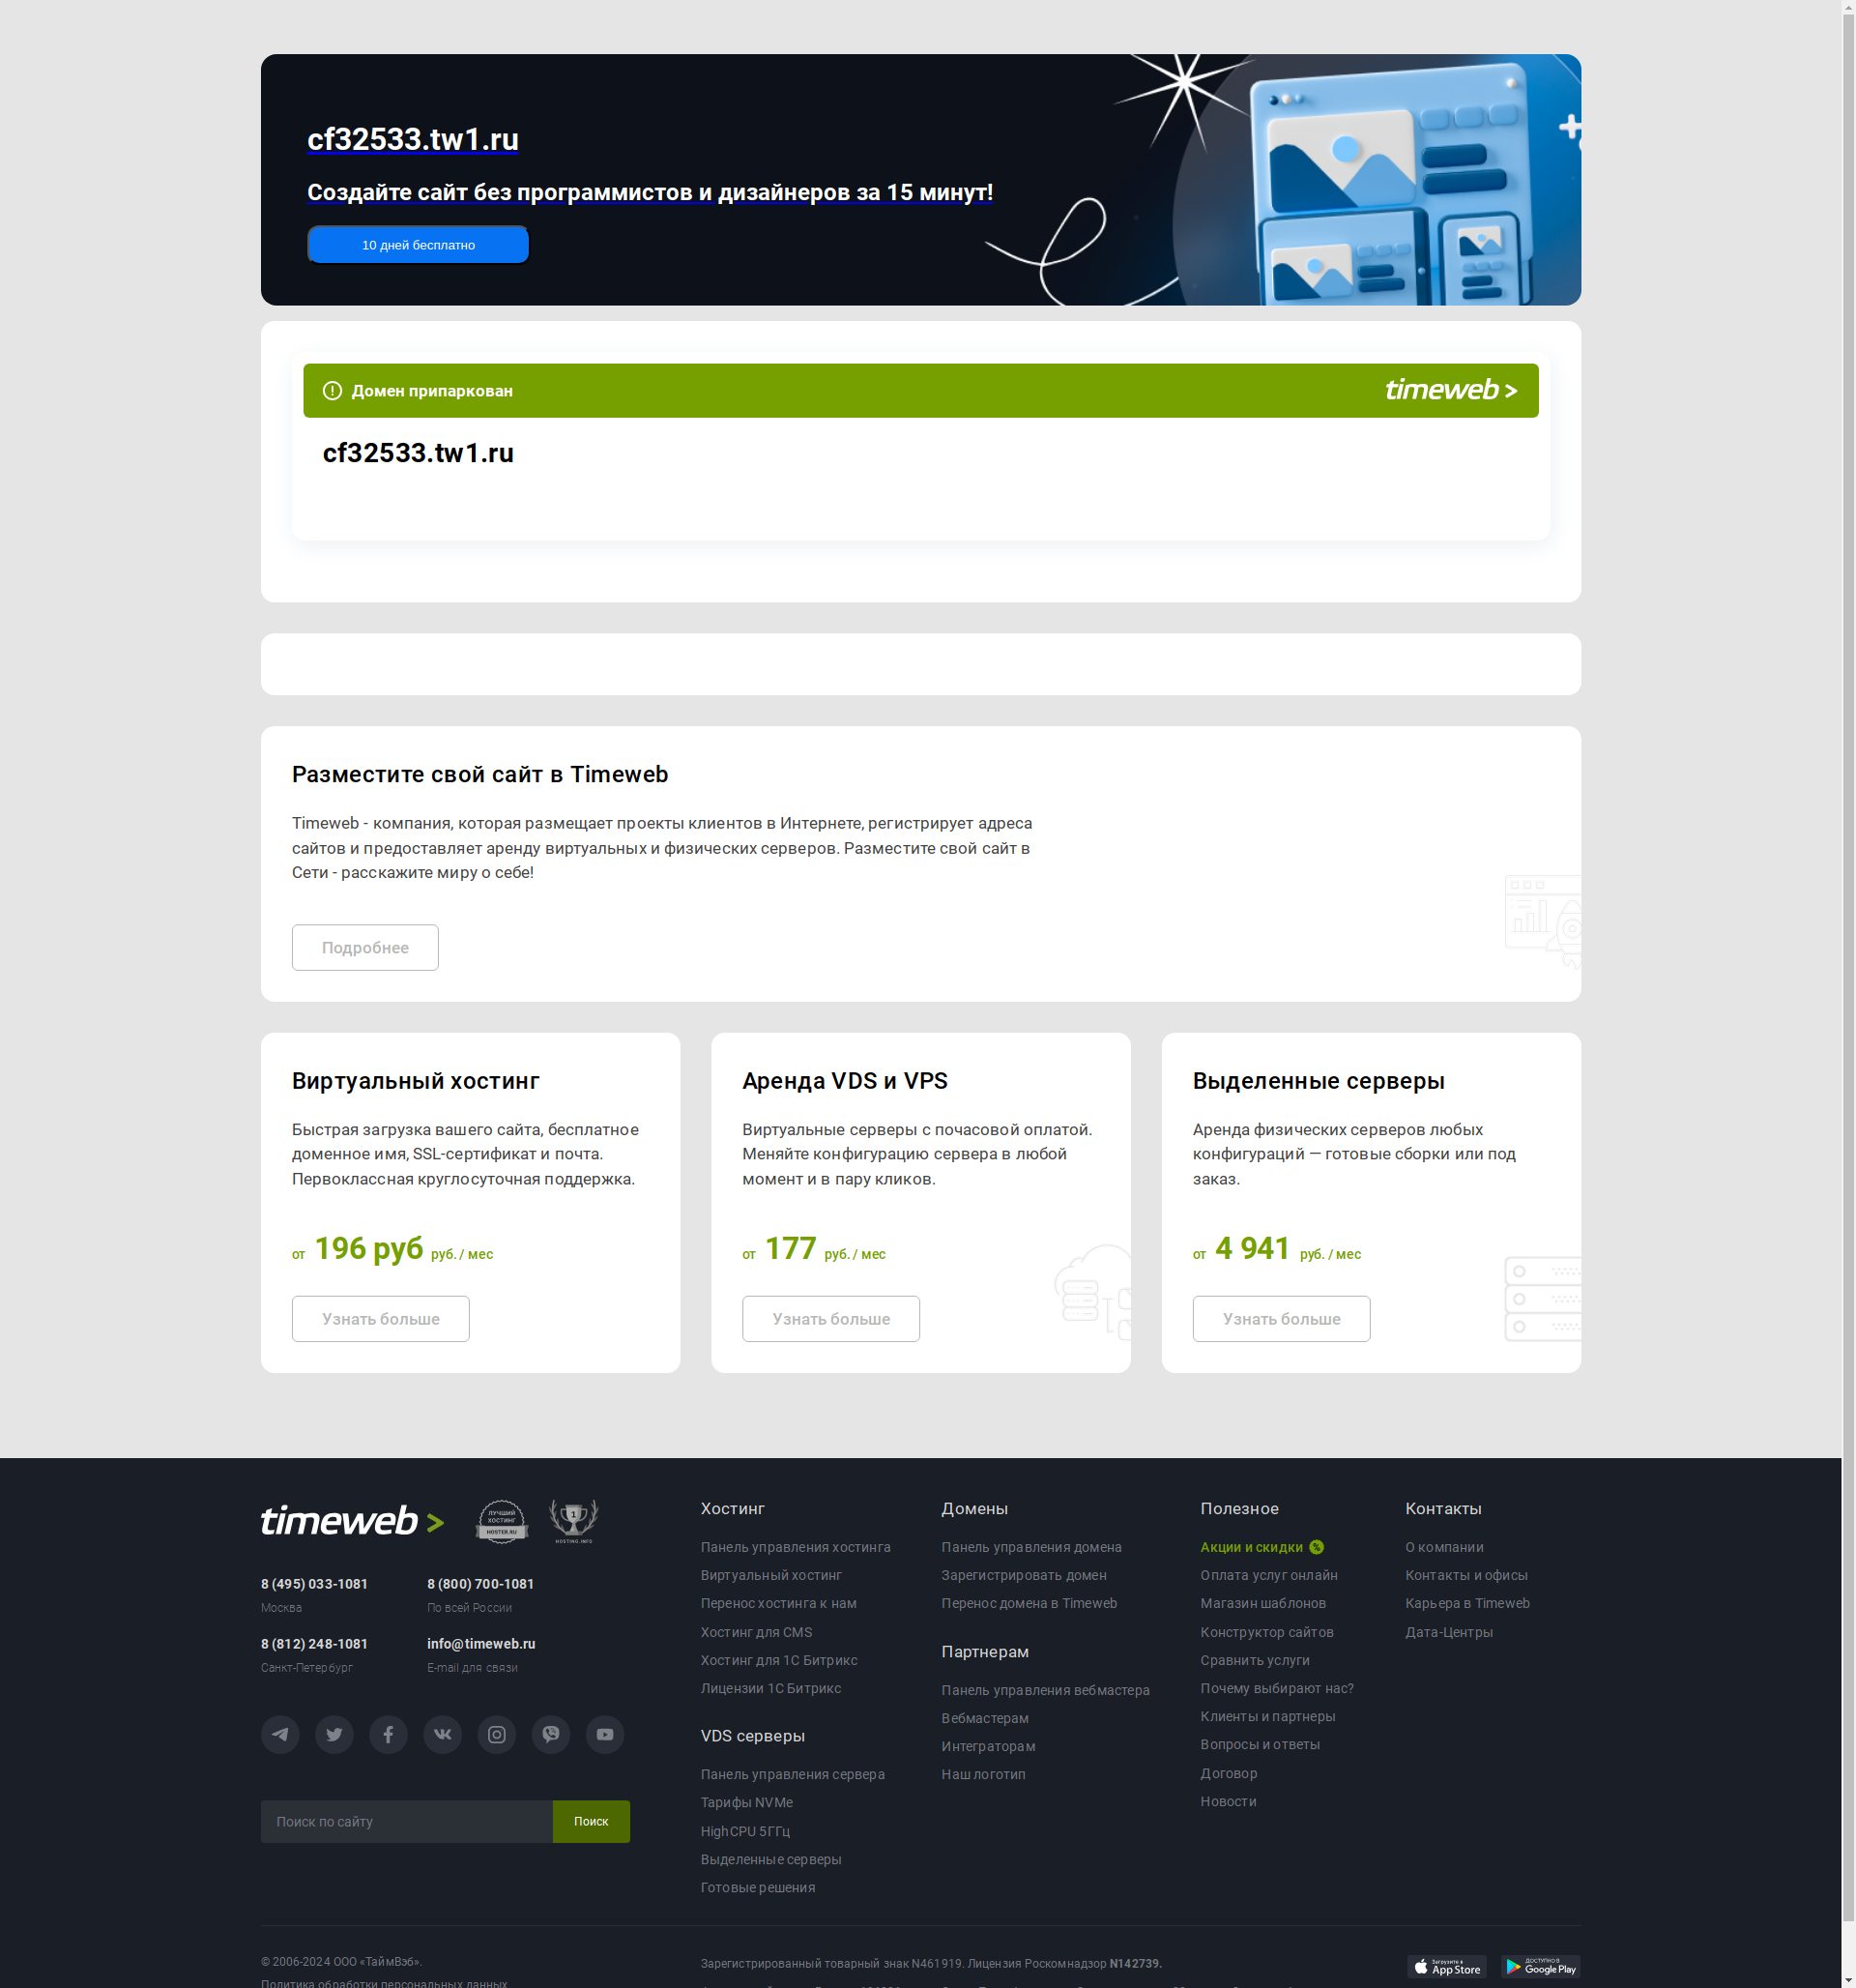 cf32533.tw1.ru
Создайте сайт без программистов и дизайнеров за 15 минут!
10 дней бесплатно
Домен припаркован
timeweb >
cf32533.tw1.ru
Разместите свой сайт в Timeweb
Timeweb - компания, которая размещает проекты клиентов в Интернете, регистрирует адреса
сайтов и предоставляет аренду виртуальных и физических серверов. Разместите свой сайт в
Сети - расскажите миру о себе!
Подробнее
Виртуальный хостинг
Быстрая загрузка вашего сайта, бесплатное
доменное имя, SSL-сертификат и почта.
Первоклассная круглосуточная поддержка.
от 196 руб руб. / мес
Узнать больше
Аренда VDS и VPS
Виртуальные серверы с почасовой оплатой.
Меняйте конфигурацию сервера в любой
момент и в пару кликов.
от 177 руб. / мес
Узнать больше
Выделенные серверы
Аренда физических серверов любых
конфигураций — готовые сборки или под
заказ.
от 4 941 руб. / мес
Узнать больше
timeweb >
ЛУЧШИЙ
ХОСТИНГ
HOSTER.RU
1
HOSTING.INFO
8 (495) 033-1081
Москва
8 (800) 700-1081
По всей России
8 (812) 248-1081
Санкт-Петербург
info@timeweb.ru
E-mail для связи
Поиск по сайту
Поиск
Хостинг
Панель управления хостинга
Виртуальный хостинг
Перенос хостинга к нам
Хостинг для CMS
Хостинг для 1С Битрикс
Лицензии 1С Битрикс
VDS серверы
Панель управления сервера
Тарифы NVMe
HighCPU 5ГГц
Выделенные серверы
Готовые решения
Домены
Панель управления домена
Зарегистрировать домен
Перенос домена в Timeweb
Партнерам
Панель управления вебмастера
Вебмастерам
Интеграторам
Наш логотип
Полезное
Акции и скидки %
Оплата услуг онлайн
Магазин шаблонов
Конструктор сайтов
Сравнить услуги
Почему выбирают нас?
Клиенты и партнеры
Вопросы и ответы
Договор
Новости
Контакты
О компании
Контакты и офисы
Карьера в Timeweb
Дата-Центры
© 2006-2024 ООО «ТаймВэб».
Политика обработки персональных данных
Зарегистрированный товарный знак N461919. Лицензия Роскомнадзор N142739.
Загрузите в
App Store
ДОСТУПНО В
Google Play